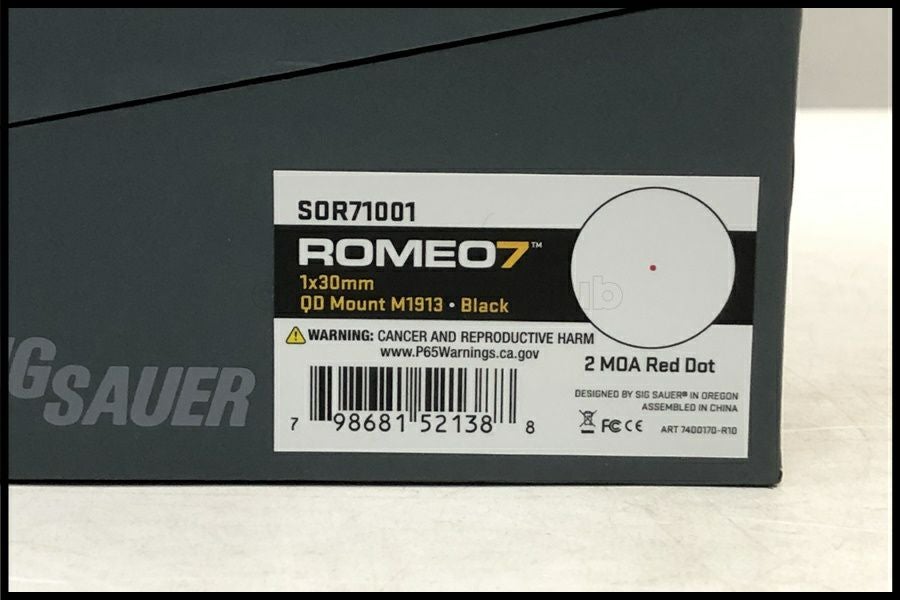 SOR71001
ROMEO7™
1x30mm
QD Mount M1913 • Black
WARNING: CANCER AND REPRODUCTIVE HARM
www.P65Warnings.ca.gov
2 MOA Red Dot
7 98681 52138 8
DESIGNED BY SIG SAUER® IN OREGON
ASSEMBLED IN CHINA
FC CE
ART 7400170-R10
SIG SAUER